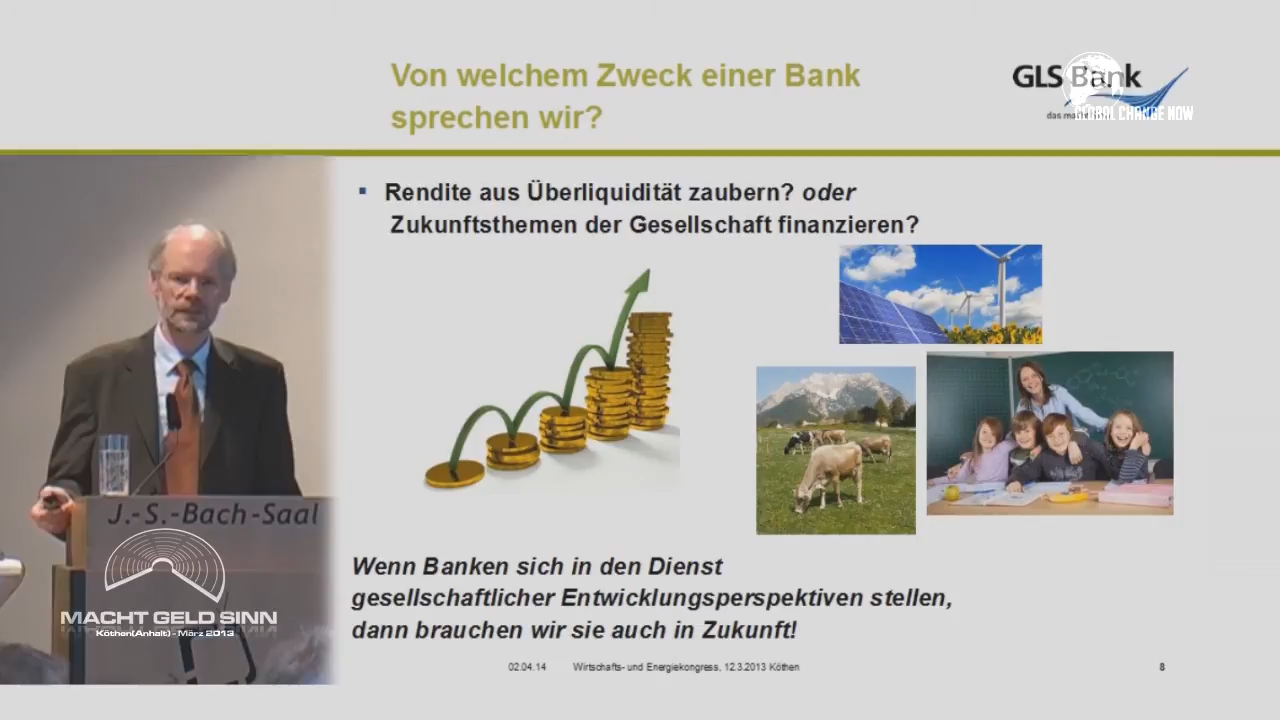 Von welchem Zweck einer Bank
sprechen wir?
GLS Bank
das ma
GLOBAL CHANGE NOW
▪ Rendite aus Überliquidität zaubern? oder
Zukunftsthemen der Gesellschaft finanzieren?
J.-S.-Bach-Saal
MACHT GELD SINN
Köthen(Anhalt) - März 2013
Wenn Banken sich in den Dienst
gesellschaftlicher Entwicklungsperspektiven stellen,
dann brauchen wir sie auch in Zukunft!
02.04.14 Wirtschafts- und Energiekongress, 12.3.2013 Köthen 8